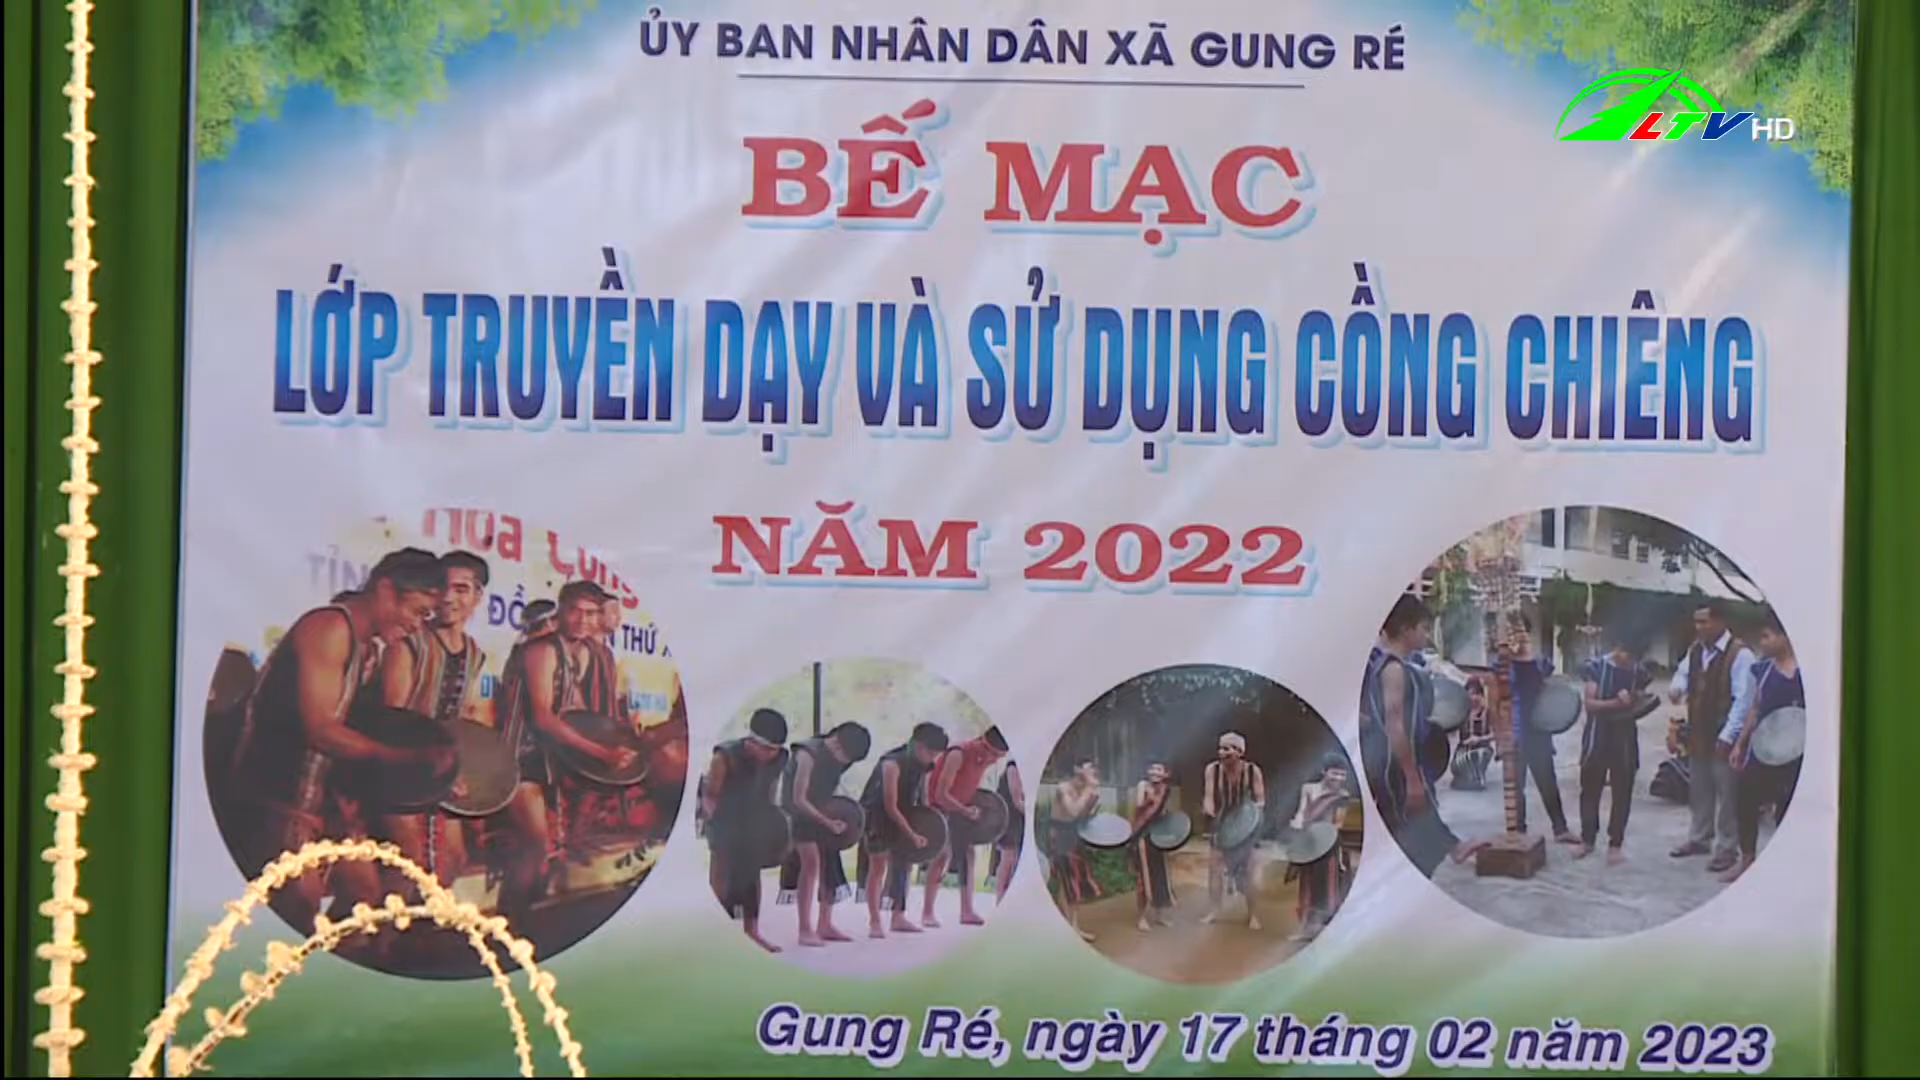 ỦY BAN NHÂN DÂN XÃ GUNG RÉ
LTV HD
BẾ MẠC
LỚP TRUYỀN DẠY VÀ SỬ DỤNG CỒNG CHIÊNG
NĂM 2022
THỨ
Gung Ré, ngày 17 tháng 02 năm 2023